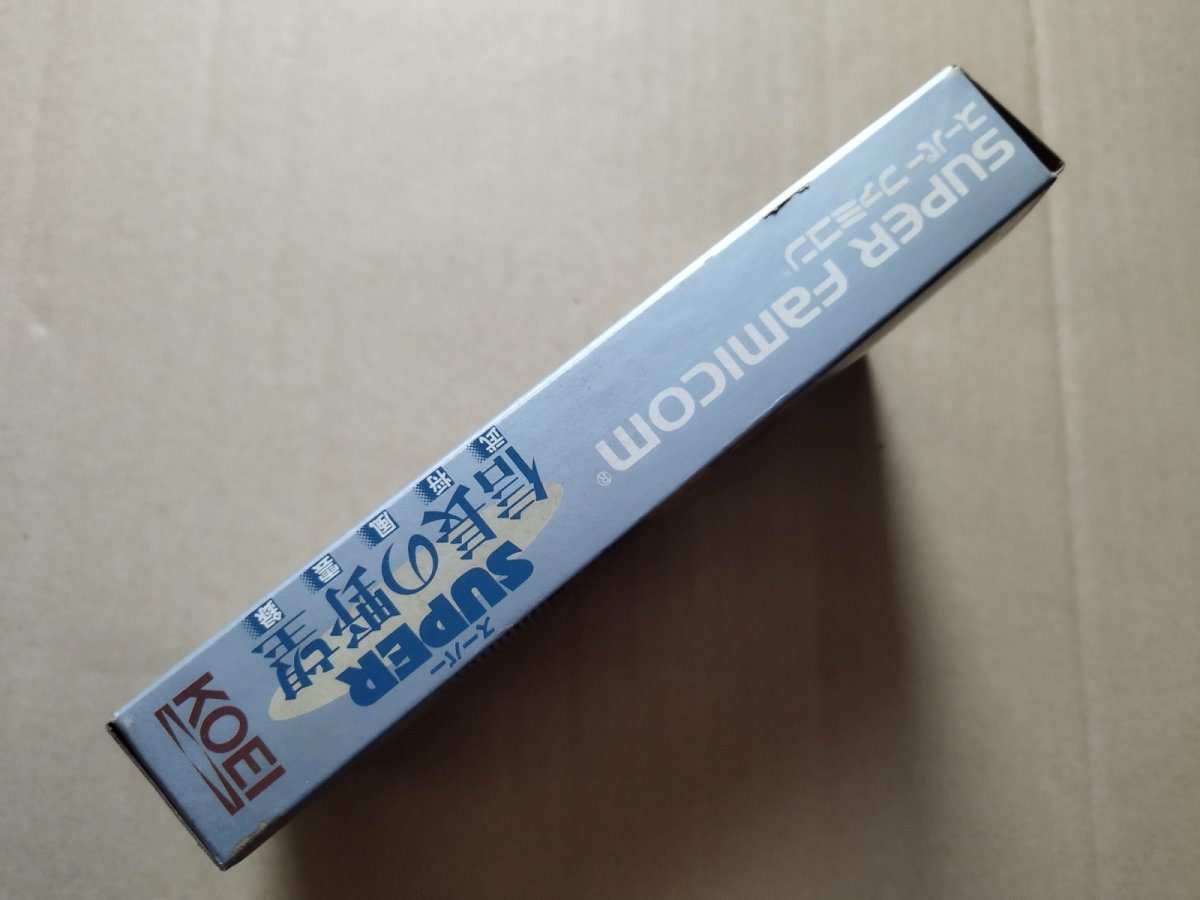 スーパーファミコン
SUPER Famicom®
スーパー
SUPER
信長の野望
武将風雲録
KOEI